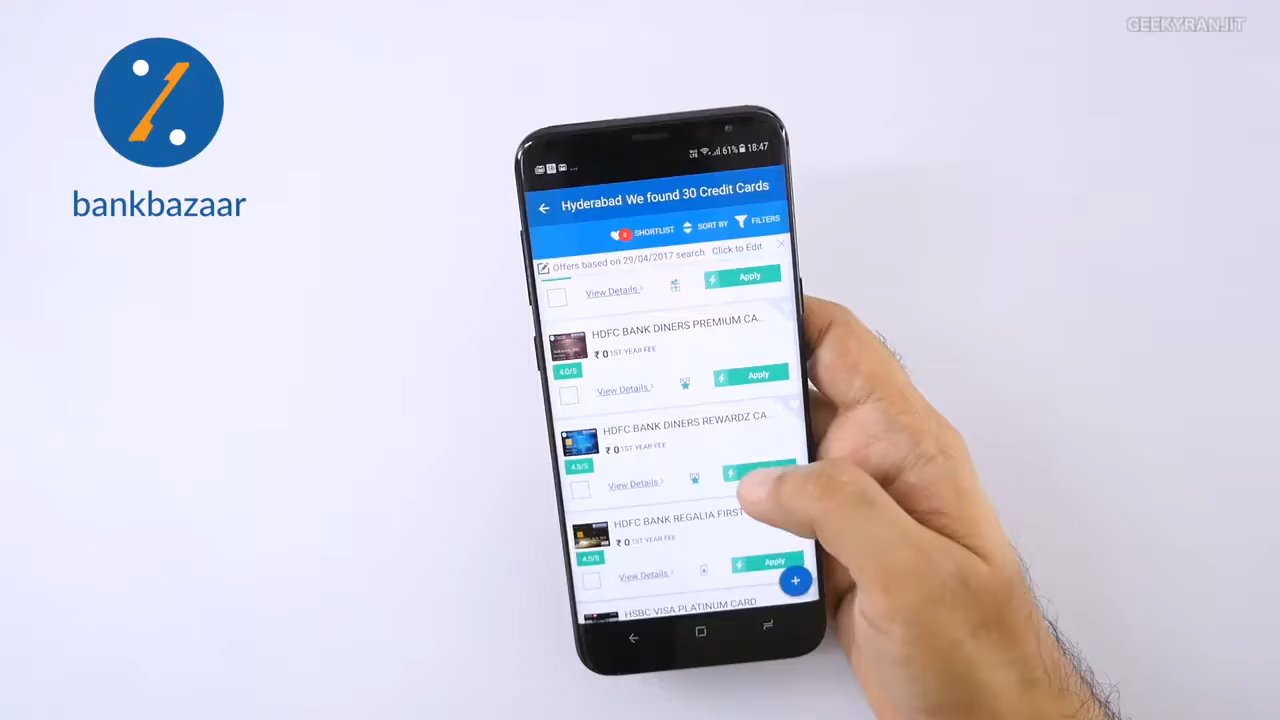 GEEKYRANJIT
bankbazaar
61% 18:47
Hyderabad We found 30 Credit Cards
SHORTLIST SORT BY FILTERS
Offers based on 29/04/2017 search. Click to Edit
View Details Apply
HDFC BANK DINERS PREMIUM CA...
₹ 0 1ST YEAR FEE
4.0/5
View Details Apply
HDFC BANK DINERS REWARDZ CA...
₹ 0 1ST YEAR FEE
4.5/5
View Details
HDFC BANK REGALIA FIRST
₹ 0 1ST YEAR FEE
4.0/5
View Details Apply
HSBC VISA PLATINUM CARD